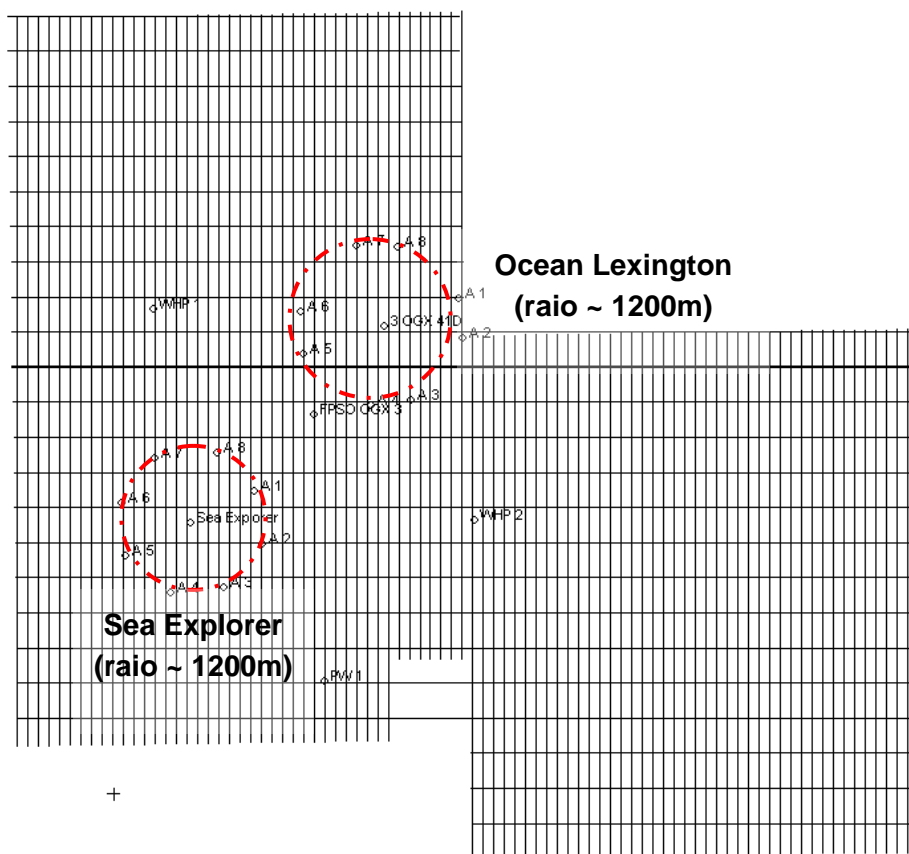 A 7
A 8
Ocean Lexington
(raio ~ 1200m)
A 1
WHP 1
A 6
3 OGX 41D
A 2
A 5
A 3
A 4
FPSO OGX 3
A 8
A 7
A 1
A 6
Sea Explorer
WHP 2
A 2
A 5
A 3
A 4
Sea Explorer
(raio ~ 1200m)
PW 1